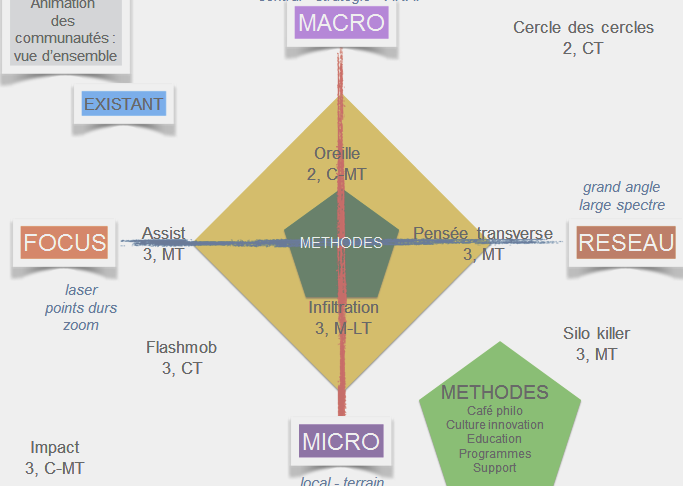 Animation
des
communautés :
vue d'ensemble
EXISTANT
MACRO
Cercle des cercles
2, CT
Oreille
2, C-MT
grand angle
large spectre
FOCUS
Assist
3, MT
METHODES
Pensée transverse
3, MT
RESEAU
laser
points durs
zoom
Infiltration
3, M-LT
Flashmob
3, CT
Silo killer
3, MT
METHODES
Café philo
Culture innovation
Education
Programmes
Support
MICRO
Impact
3, C-MT
local - terrain